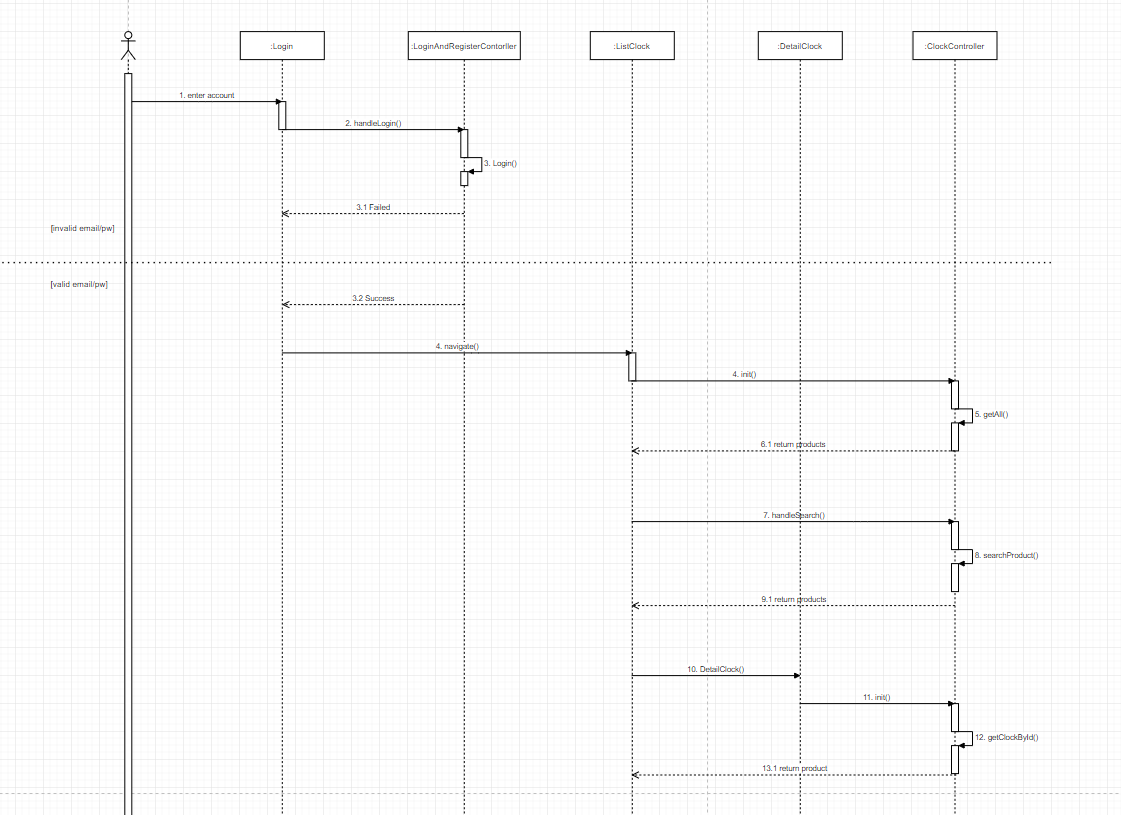 :Login
:LoginAndRegisterContorller
:ListClock
:DetailClock
:ClockController
1. enter account
2. handleLogin()
3. Login()
3.1 Failed
[invalid email/pw]
[valid email/pw]
3.2 Success
4. navigate()
4. init()
5. getAll()
6.1 return products
7. handleSearch()
8. searchProduct()
9.1 return products
10. DetailClock()
11. init()
12. getClockById()
13.1 return product